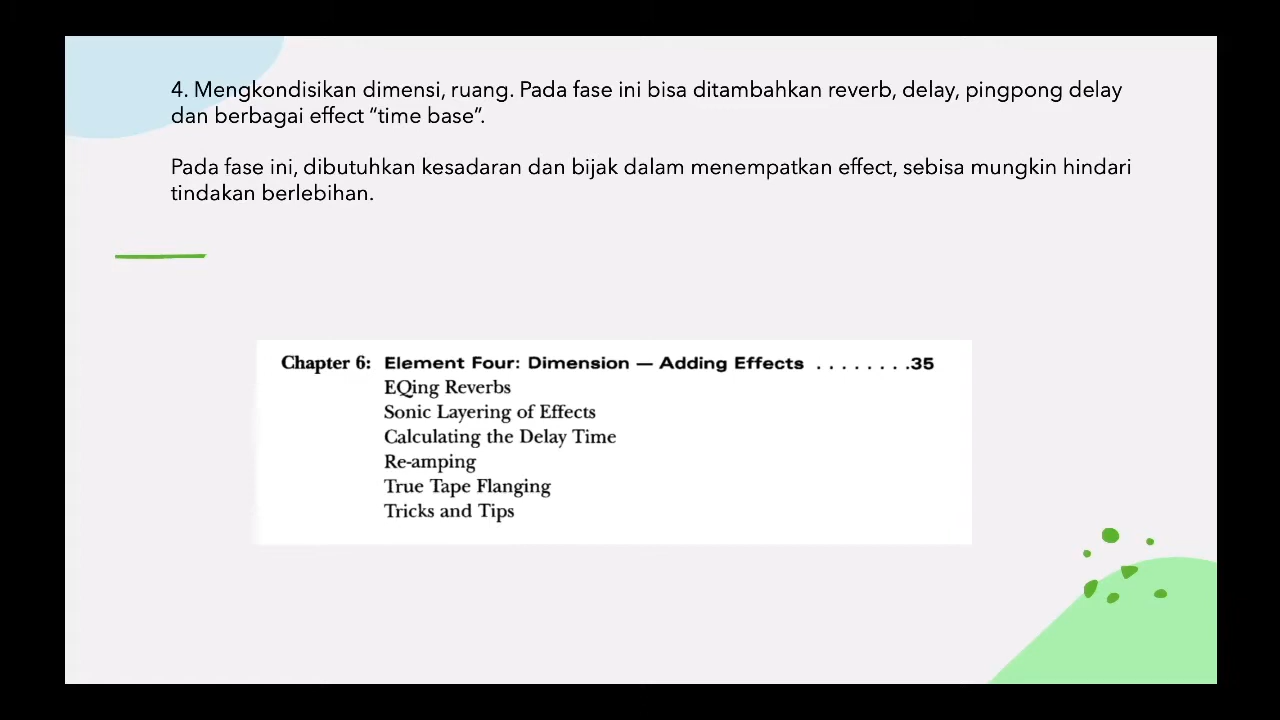 4. Mengkondisikan dimensi, ruang. Pada fase ini bisa ditambahkan reverb, delay, pingpong delay
dan berbagai effect “time base”.
Pada fase ini, dibutuhkan kesadaran dan bijak dalam menempatkan effect, sebisa mungkin hindari
tindakan berlebihan.
Chapter 6: Element Four: Dimension — Adding Effects . . . . . . . .35
EQing Reverbs
Sonic Layering of Effects
Calculating the Delay Time
Re-amping
True Tape Flanging
Tricks and Tips